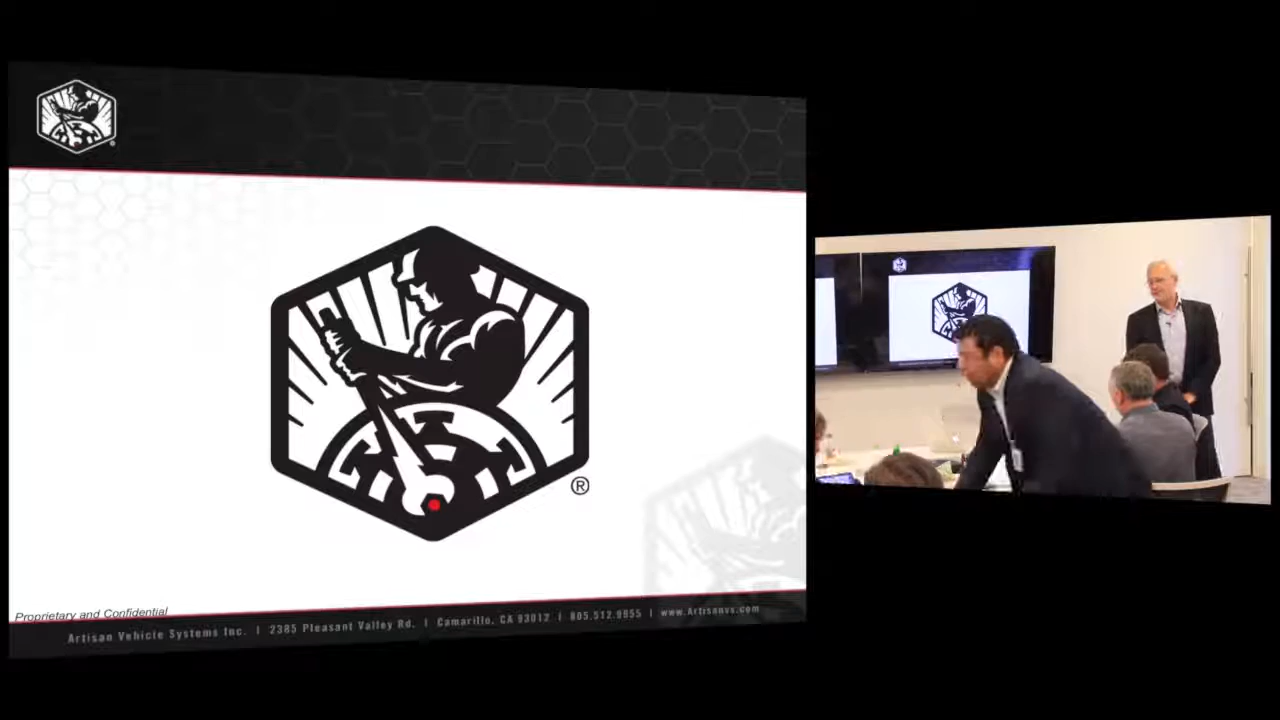 ®
Proprietary and Confidential
Artisan Vehicle Systems Inc. | 2385 Pleasant Valley Rd. | Camarillo, CA 93012 | 805.512.9955 | www.Artisanvs.com